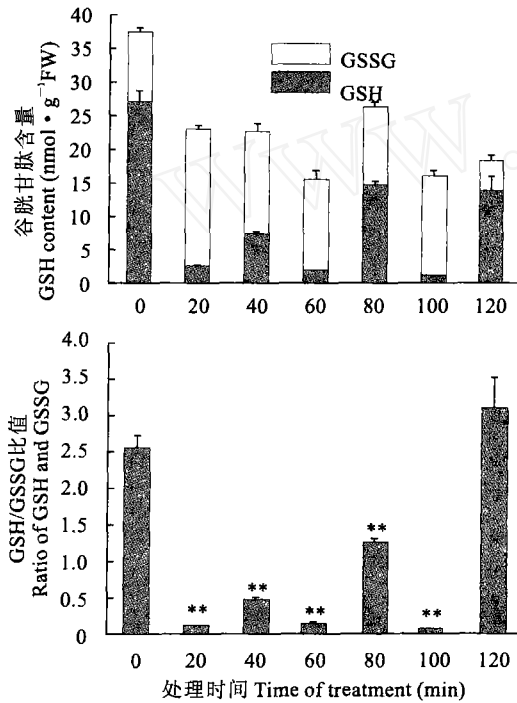 40
35
30
25
20
15
10
5
0
谷胱甘肽含量
GSH content (nmol·g⁻¹FW)
GSSG
GSH
WWW
0 20 40 60 80 100 120
4.0
3.5
3.0
2.5
2.0
1.5
1.0
0.5
0.0
GSH/GSSG比值
Ratio of GSH and GSSG
** ** ** ** **
0 20 40 60 80 100 120
处理时间 Time of treatment (min)